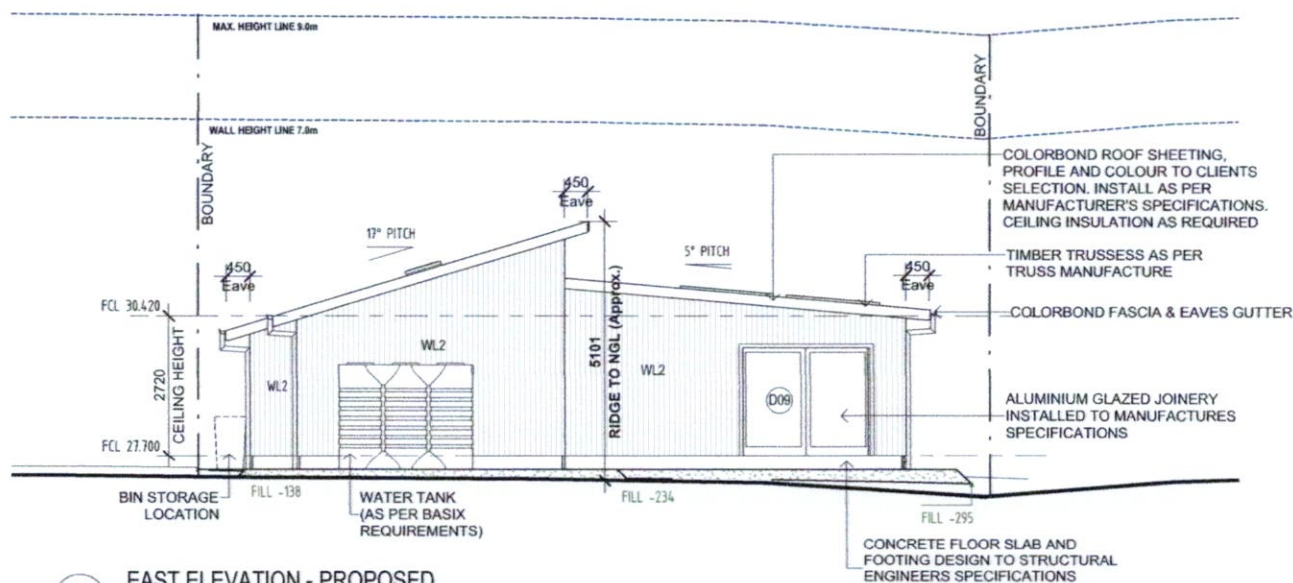 MAX. HEIGHT LINE 9.0m
WALL HEIGHT LINE 7.0m
BOUNDARY
BOUNDARY
450
Eave
17° PITCH
5° PITCH
450
Eave
450
Eave
COLORBOND ROOF SHEETING,
PROFILE AND COLOUR TO CLIENTS
SELECTION. INSTALL AS PER
MANUFACTURER'S SPECIFICATIONS.
CEILING INSULATION AS REQUIRED
TIMBER TRUSSESS AS PER
TRUSS MANUFACTURE
COLORBOND FASCIA & EAVES GUTTER
FCL 30.420
2720
CEILING HEIGHT
FCL 27.700
WL2
WL2
WL2
5101
RIDGE TO NGL (Approx.)
D09
ALUMINIUM GLAZED JOINERY
INSTALLED TO MANUFACTURES
SPECIFICATIONS
BIN STORAGE
LOCATION
FILL -138
WATER TANK
(AS PER BASIX
REQUIREMENTS)
FILL -234
FILL -295
CONCRETE FLOOR SLAB AND
FOOTING DESIGN TO STRUCTURAL
ENGINEERS SPECIFICATIONS
EAST ELEVATION - PROPOSED